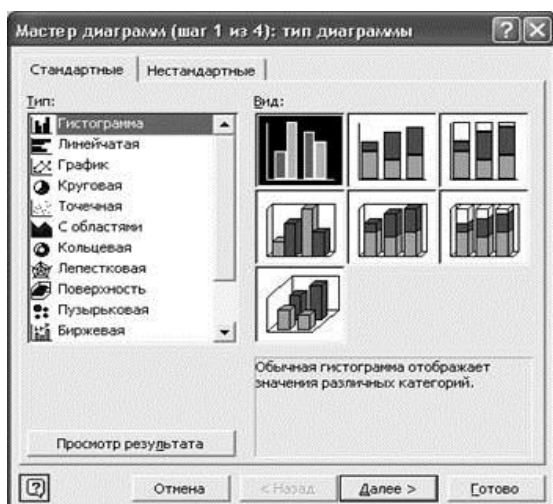 Мастер диаграмм (шаг 1 из 4): тип диаграммы
Стандартные Нестандартные
Тип:
Гистограмма
Линейчатая
График
Круговая
Точечная
С областями
Кольцевая
Лепестковая
Поверхность
Пузырьковая
Биржевая
Вид:
Обычная гистограмма отображает
значения различных категорий.
Просмотр результата
Отмена < Назад Далее > Готово